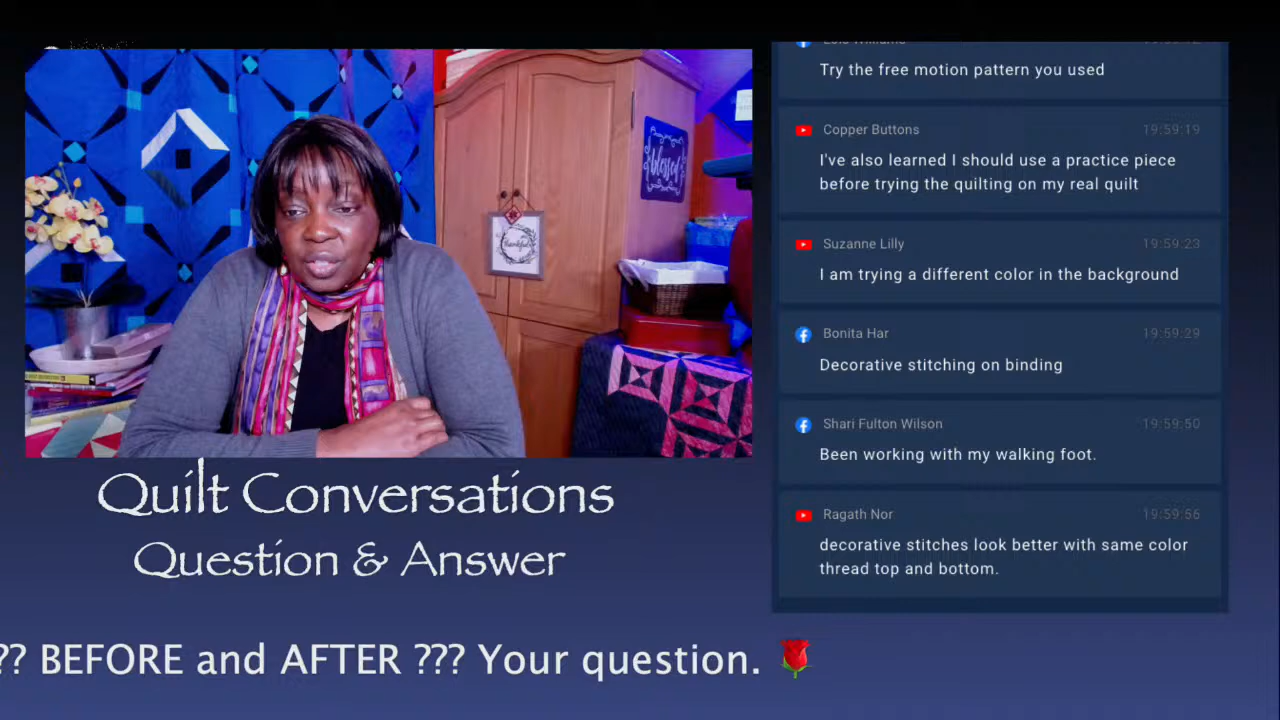 blessed
thankful
Quilt Conversations
Question & Answer
?? BEFORE and AFTER ??? Your question. 🌹
Try the free motion pattern you used
Copper Buttons 19:59:19
I've also learned I should use a practice piece
before trying the quilting on my real quilt
Suzanne Lilly 19:59:23
I am trying a different color in the background
Bonita Har 19:59:29
Decorative stitching on binding
Shari Fulton Wilson 19:59:50
Been working with my walking foot.
Ragath Nor 19:59:56
decorative stitches look better with same color
thread top and bottom.